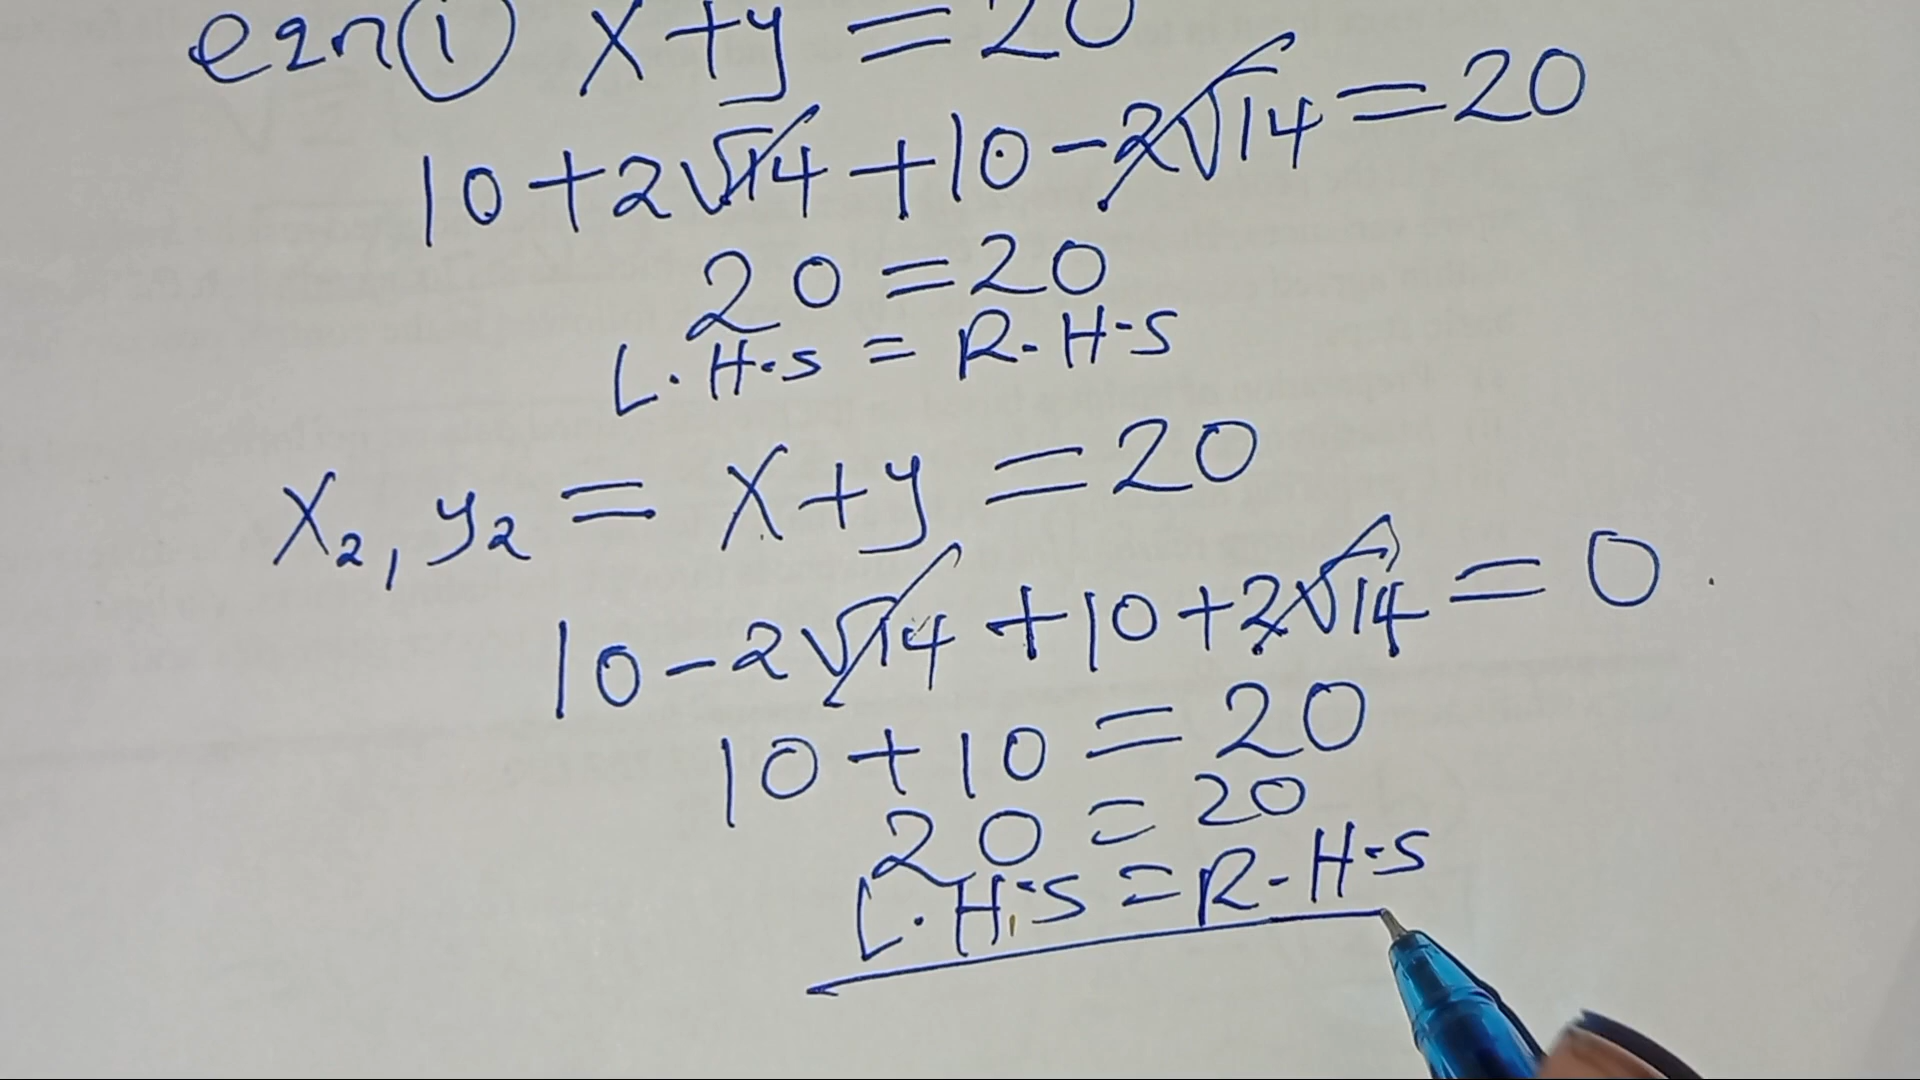 eqn ① x+y = 20
10 + 2√14 + 10 - 2√14 = 20
20 = 20
L.H.S = R.H.S
x₂, y₂ = x+y = 20
10 - 2√14 + 10 + 2√14 = 0
10 + 10 = 20
20 = 20
L.H.S = R.H.S